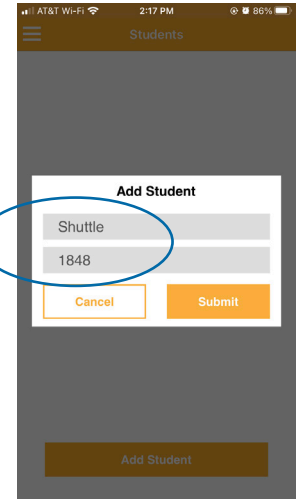 AT&T Wi-Fi 2:17 PM 86%
Students
Add Student
Shuttle
1848
Cancel Submit
Add Student